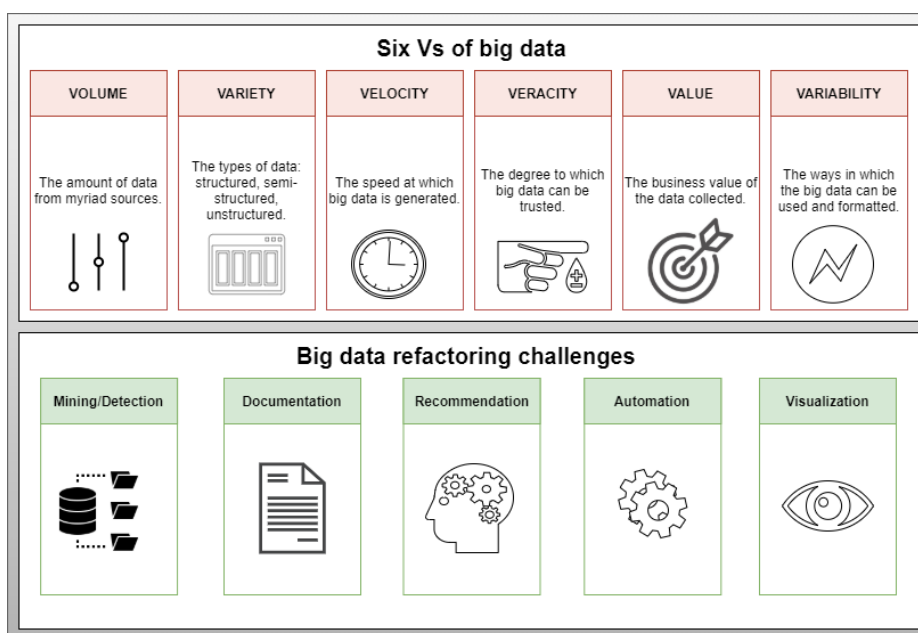 Six Vs of big data
VOLUME
The amount of data
from myriad sources.
VARIETY
The types of data:
structured, semi-
structured,
unstructured.
VELOCITY
The speed at which
big data is generated.
VERACITY
The degree to which
big data can be
trusted.
VALUE
The business value of
the data collected.
VARIABILITY
The ways in which
the big data can be
used and formatted.
Big data refactoring challenges
Mining/Detection
Documentation
Recommendation
Automation
Visualization